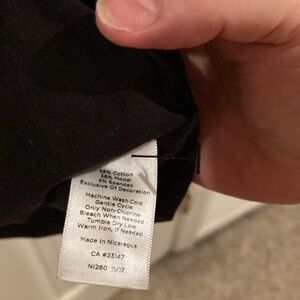 58% Cotton
38% Modal
4% Spandex
Exclusive Of Decoration
Machine Wash Cold
Gentle Cycle
Only Non-Chlorine
Bleach When Needed
Tumble Dry Low
Warm Iron, If Needed
Made In Nicaragua
CA #23147
NI280 11/17